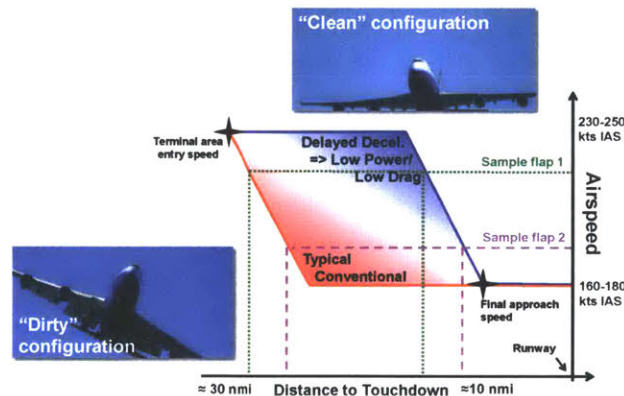 “Clean” configuration
Terminal area
entry speed
Delayed Decel.
=> Low Power/
Low Drag
230-250
kts IAS
Sample flap 1
Airspeed
Sample flap 2
Typical
Conventional
160-180
kts IAS
Final approach
speed
“Dirty”
configuration
Runway
≈ 30 nmi
Distance to Touchdown
≈10 nmi